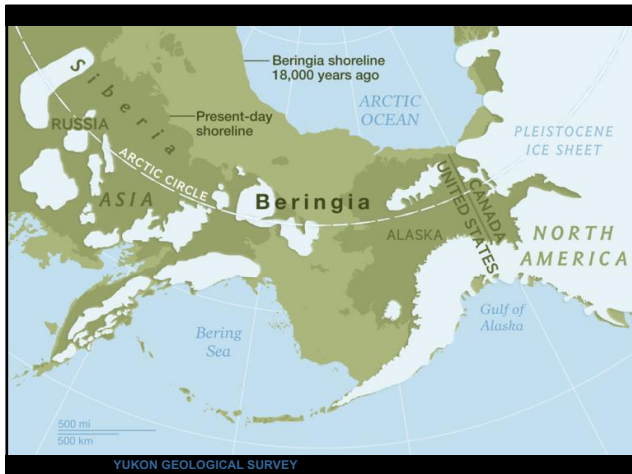 Beringia shoreline
18,000 years ago
Siberia
ARCTIC
OCEAN
Present-day
shoreline
RUSSIA
PLEISTOCENE
ICE SHEET
ARCTIC CIRCLE
ASIA
Beringia
CANADA
UNITED STATES
ALASKA
NORTH
AMERICA
Gulf of
Alaska
Bering
Sea
500 mi
500 km
YUKON GEOLOGICAL SURVEY